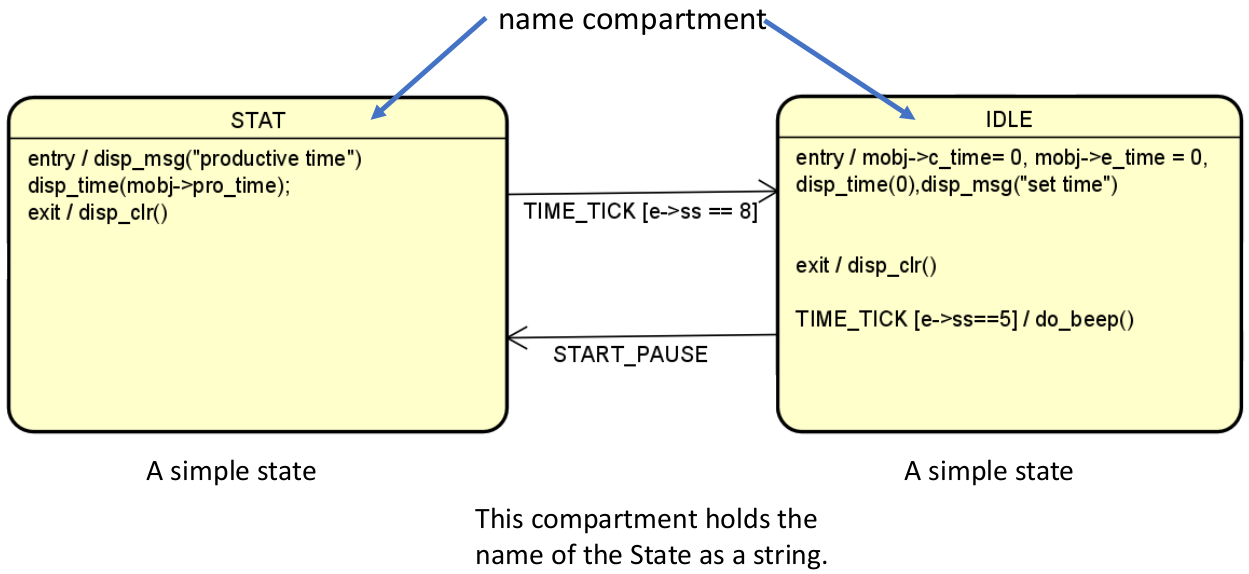 name compartment
STAT
entry / disp_msg("productive time")
disp_time(mobj->pro_time);
exit / disp_clr()
TIME_TICK [e->ss == 8]
START_PAUSE
IDLE
entry / mobj->c_time= 0, mobj->e_time = 0,
disp_time(0),disp_msg("set time")
exit / disp_clr()
TIME_TICK [e->ss==5] / do_beep()
A simple state
A simple state
This compartment holds the
name of the State as a string.